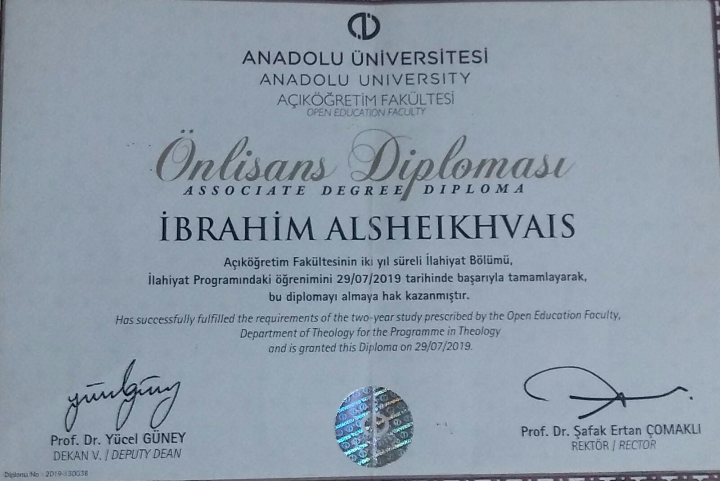 ANADOLU ÜNİVERSİTESİ
ANADOLU UNIVERSITY
AÇIKÖĞRETİM FAKÜLTESİ
OPEN EDUCATION FACULTY
Önlisans Diploması
ASSOCIATE DEGREE DIPLOMA
İBRAHİM ALSHEIKHVAIS
Açıköğretim Fakültesinin iki yıl süreli İlahiyat Bölümü,
İlahiyat Programındaki öğrenimini 29/07/2019 tarihinde başarıyla tamamlayarak,
bu diplomayı almaya hak kazanmıştır.
Has successfully fulfilled the requirements of the two-year study prescribed by the Open Education Faculty,
Department of Theology for the Programme in Theology
and is granted this Diploma on 29/07/2019.
Prof. Dr. Yücel GÜNEY
DEKAN V. / DEPUTY DEAN
Prof. Dr. Şafak Ertan ÇOMAKLI
REKTÖR / RECTOR
Diploma No : 2019-130038